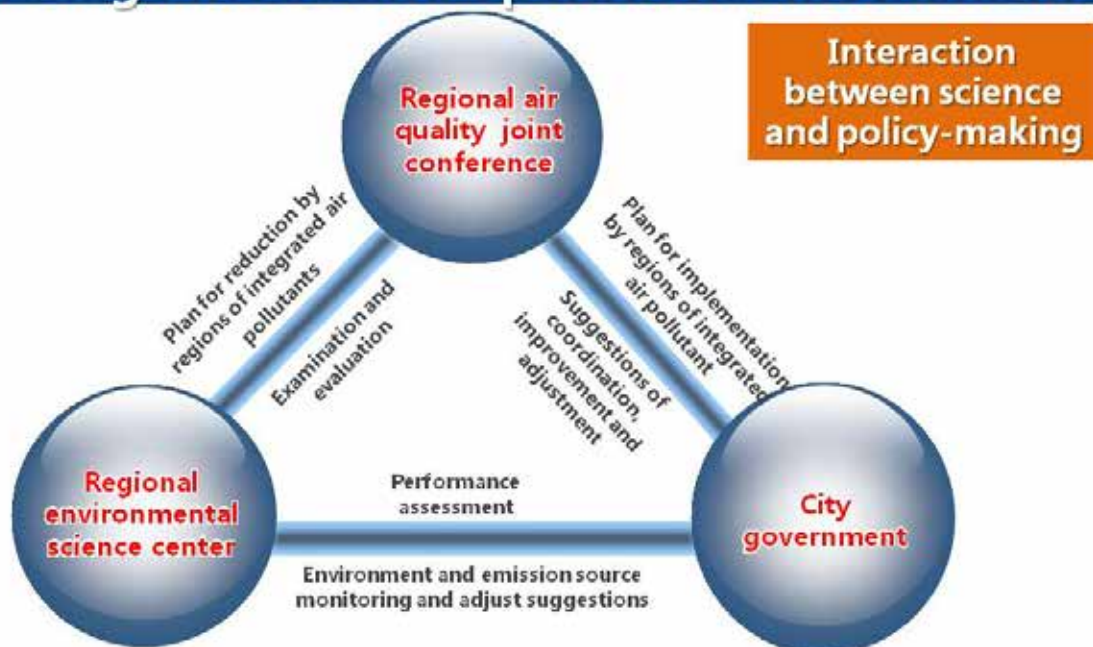 Interaction
between science
and policy-making
Regional air
quality joint
conference
Plan for reduction by
regions of integrated air
pollutants
Examination and
evaluation
Plan for implementation
by regions of integrated
air pollutant
Suggestions of
coordination,
improvement and
adjustment
Regional
environmental
science center
Performance
assessment
Environment and emission source
monitoring and adjust suggestions
City
government